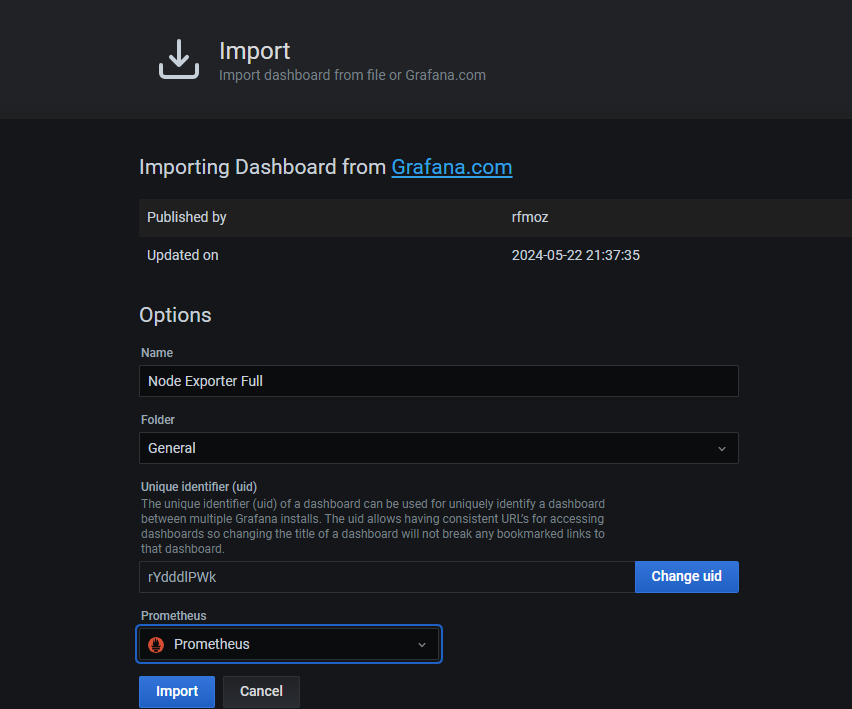 Import
Import dashboard from file or Grafana.com
Importing Dashboard from Grafana.com
Published by rfmoz
Updated on 2024-05-22 21:37:35
Options
Name
Node Exporter Full
Folder
General
Unique identifier (uid)
The unique identifier (uid) of a dashboard can be used for uniquely identify a dashboard
between multiple Grafana installs. The uid allows having consistent URL's for accessing
dashboards so changing the title of a dashboard will not break any bookmarked links to
that dashboard.
rYdddlPWk Change uid
Prometheus
Prometheus
Import Cancel